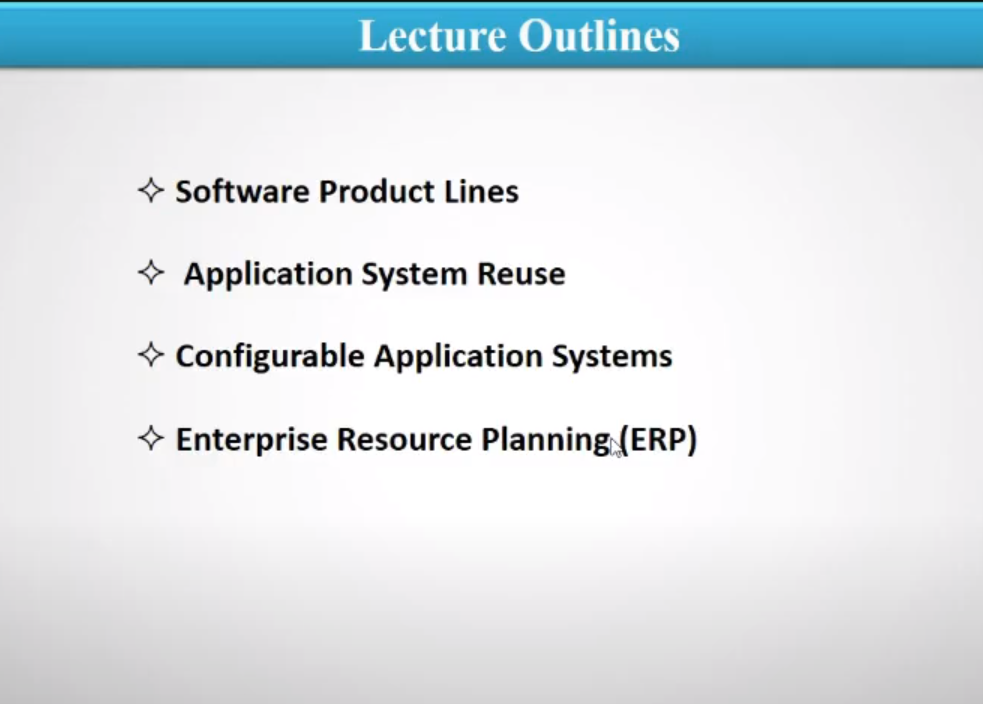 Lecture Outlines
✧ Software Product Lines
✧ Application System Reuse
✧ Configurable Application Systems
✧ Enterprise Resource Planning (ERP)